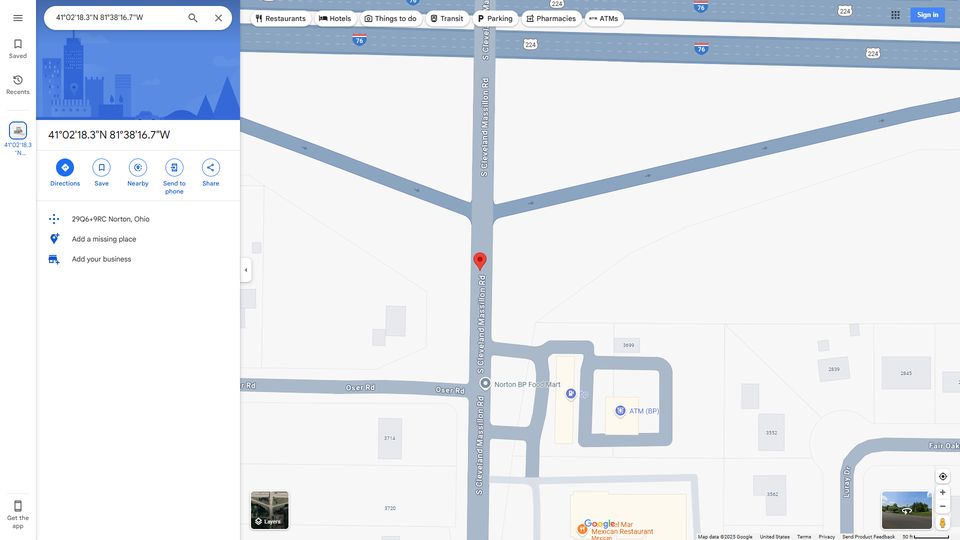 41°02'18.3"N 81°38'16.7"W
Restaurants
Hotels
Things to do
Transit
Parking
Pharmacies
ATMs
Sign in
Saved
Recents
41°02'18.3
"N...
41°02'18.3"N 81°38'16.7"W
Directions
Save
Nearby
Send to
phone
Share
29Q6+9RC Norton, Ohio
Add a missing place
Add your business
Get the
app
224
76
224
76
76
224
S Cleveland Massillon Rd
S Cleveland Massillon Rd
S Cleveland Massillon Rd
S Cleveland Massillon Rd
Oser Rd
Oser Rd
Norton BP Food Mart
ATM (BP)
3699
2839
2845
3714
3552
3562
3720
Luray Dr
Fair Oak
Mexican Restaurant
Mexican
Layers
Google
Map data ©2025 Google
United States
Terms
Privacy
Send Product Feedback
50 ft